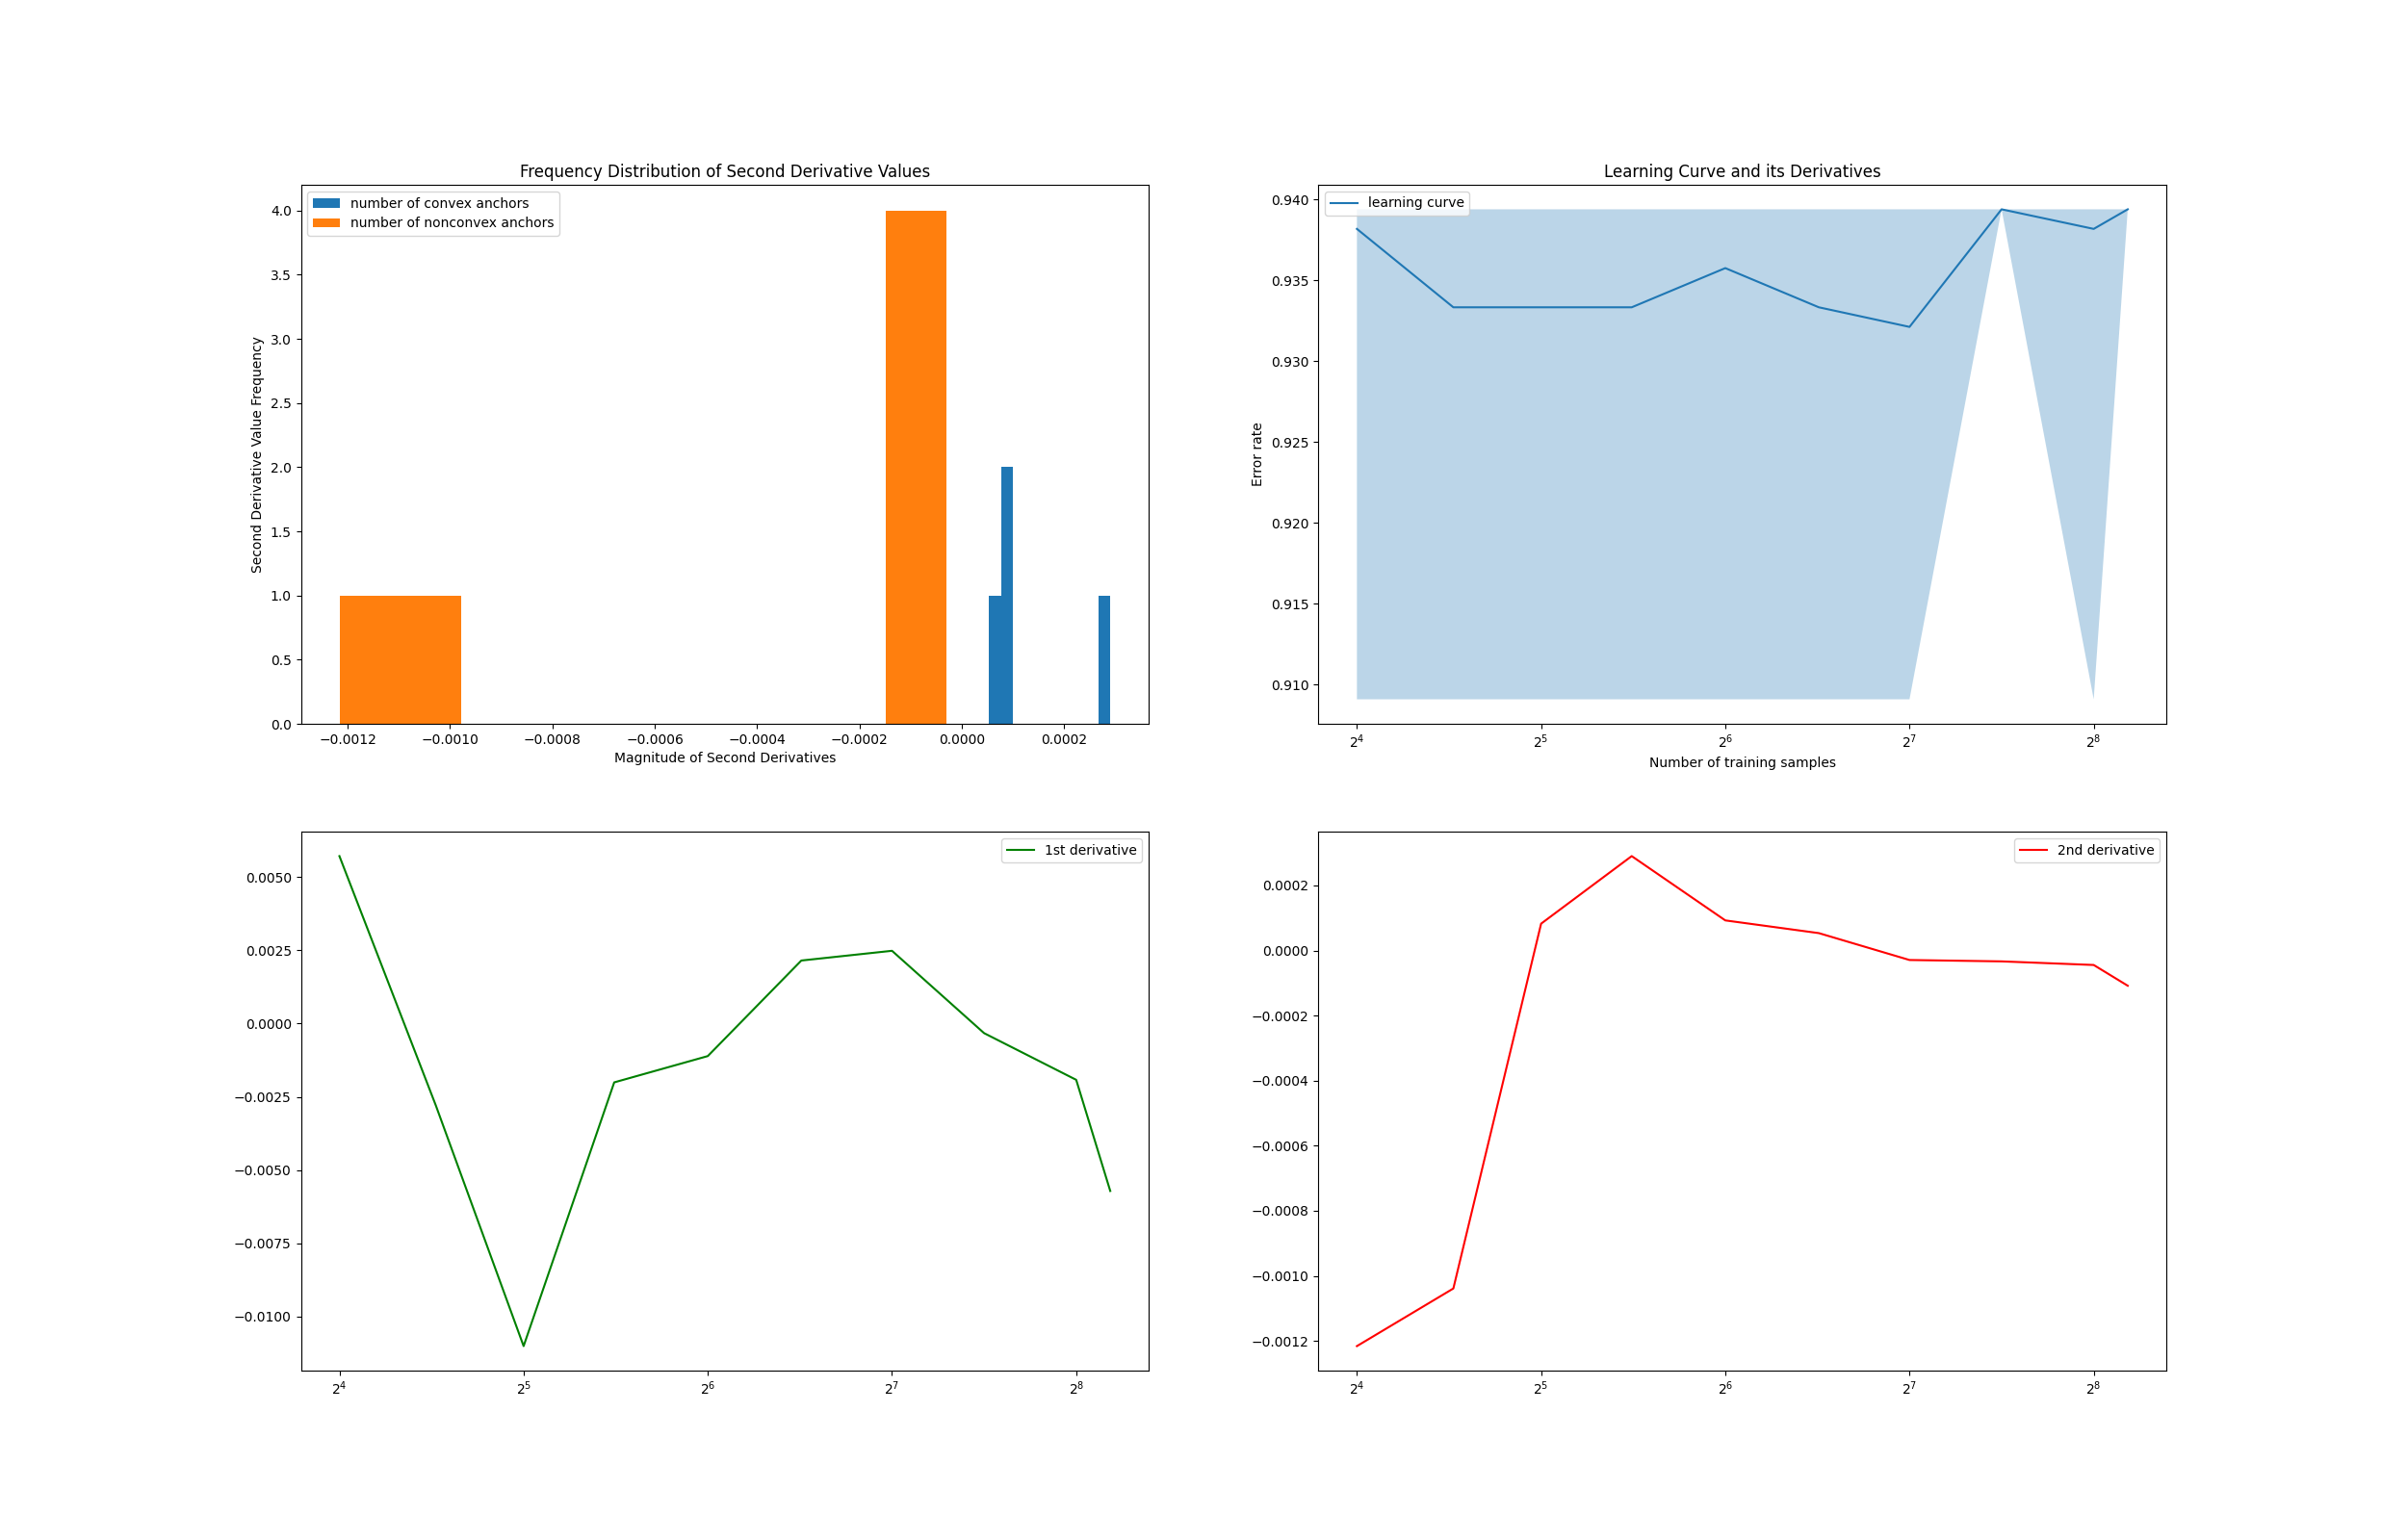 Frequency Distribution of Second Derivative Values
number of convex anchors
number of nonconvex anchors
Second Derivative Value Frequency
4.0
3.5
3.0
2.5
2.0
1.5
1.0
0.5
0.0
−0.0012 −0.0010 −0.0008 −0.0006 −0.0004 −0.0002 0.0000 0.0002
Magnitude of Second Derivatives
Learning Curve and its Derivatives
learning curve
Error rate
0.940
0.935
0.930
0.925
0.920
0.915
0.910
2⁴ 2⁵ 2⁶ 2⁷ 2⁸
Number of training samples
1st derivative
0.0050
0.0025
0.0000
−0.0025
−0.0050
−0.0075
−0.0100
2⁴ 2⁵ 2⁶ 2⁷ 2⁸
2nd derivative
0.0002
0.0000
−0.0002
−0.0004
−0.0006
−0.0008
−0.0010
−0.0012
2⁴ 2⁵ 2⁶ 2⁷ 2⁸